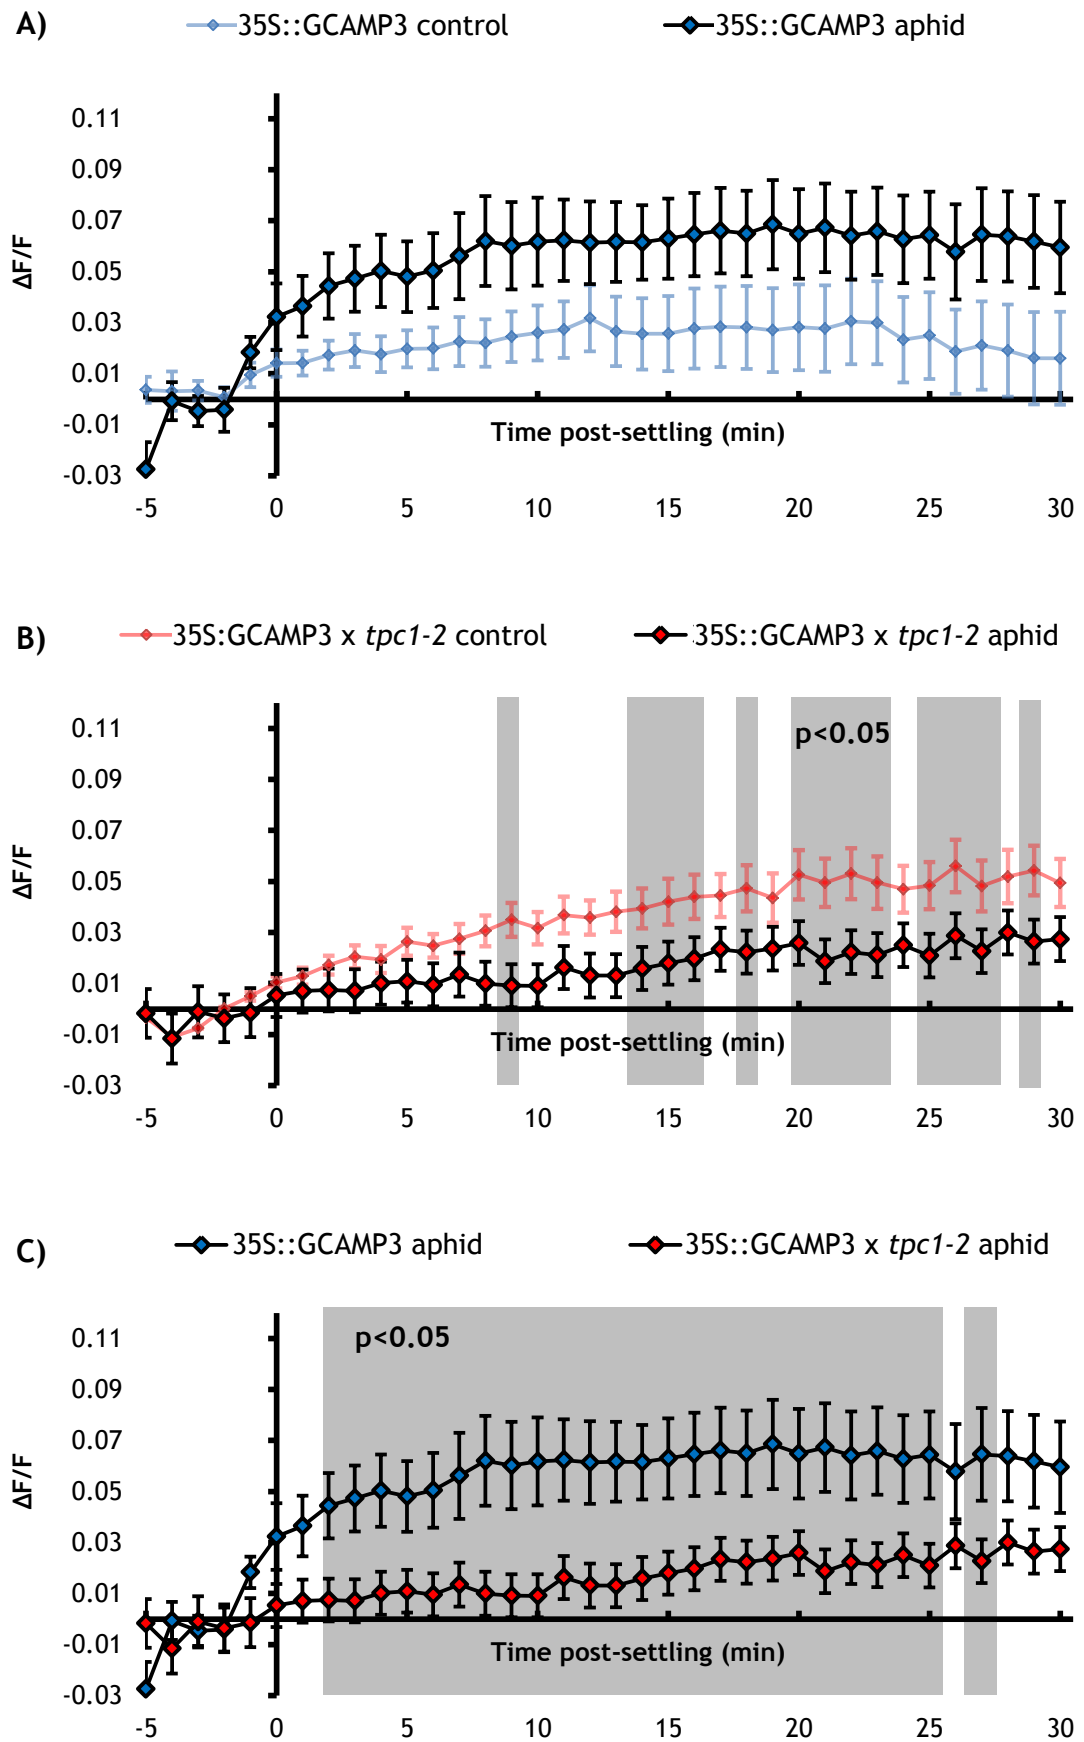 A) 35S::GCAMP3 control 35S::GCAMP3 aphid
0.11
0.09
0.07
0.05
0.03
0.01
-0.01
-0.03
ΔF/F
Time post-settling (min)
-5 0 5 10 15 20 25 30
B) 35S:GCAMP3 x tpc1-2 control 35S::GCAMP3 x tpc1-2 aphid
p<0.05
0.11
0.09
0.07
0.05
0.03
0.01
-0.01
-0.03
ΔF/F
Time post-settling (min)
-5 0 5 10 15 20 25 30
C) 35S::GCAMP3 aphid 35S::GCAMP3 x tpc1-2 aphid
p<0.05
0.11
0.09
0.07
0.05
0.03
0.01
-0.01
-0.03
ΔF/F
Time post-settling (min)
-5 0 5 10 15 20 25 30